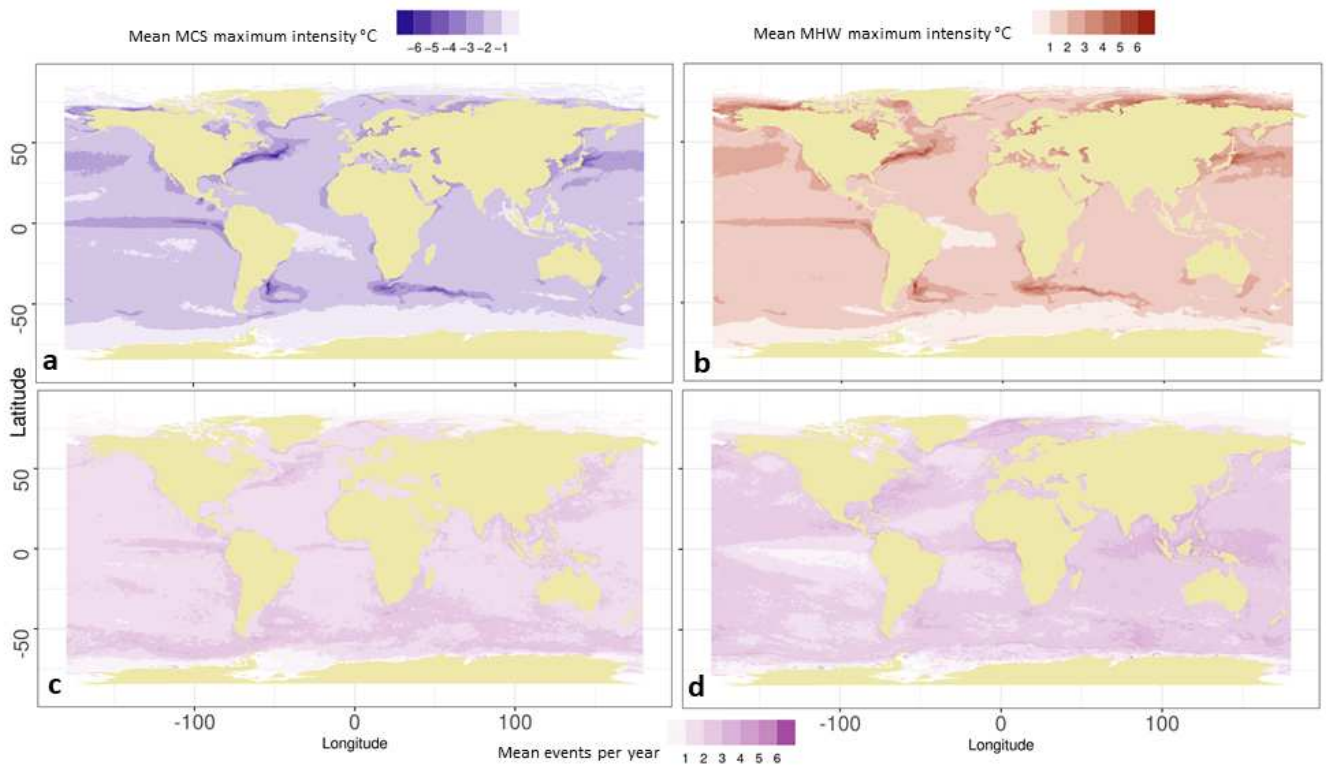 Mean MCS maximum intensity °C
−6 −5 −4 −3 −2 −1
Mean MHW maximum intensity °C
1 2 3 4 5 6
50
0
-50
a
b
Latitude
50
0
-50
c
d
-100 0 100
Longitude
-100 0 100
Longitude
Mean events per year
1 2 3 4 5 6